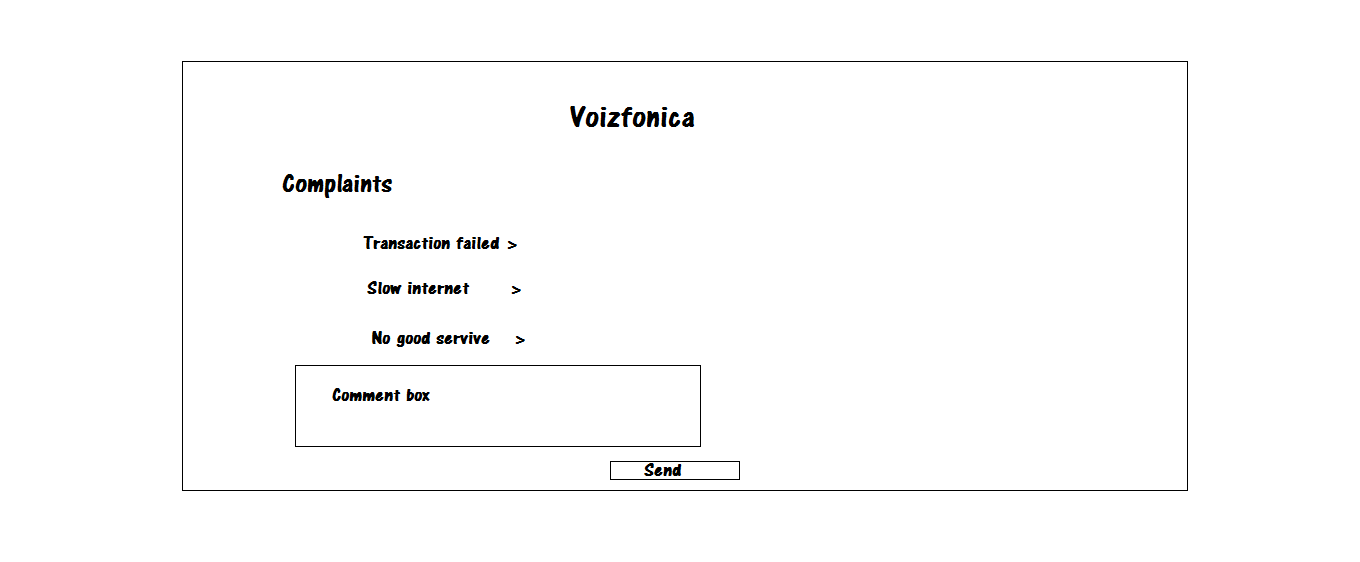 Voizfonica
Complaints
Transaction failed >
Slow internet >
No good servive >
Comment box
Send